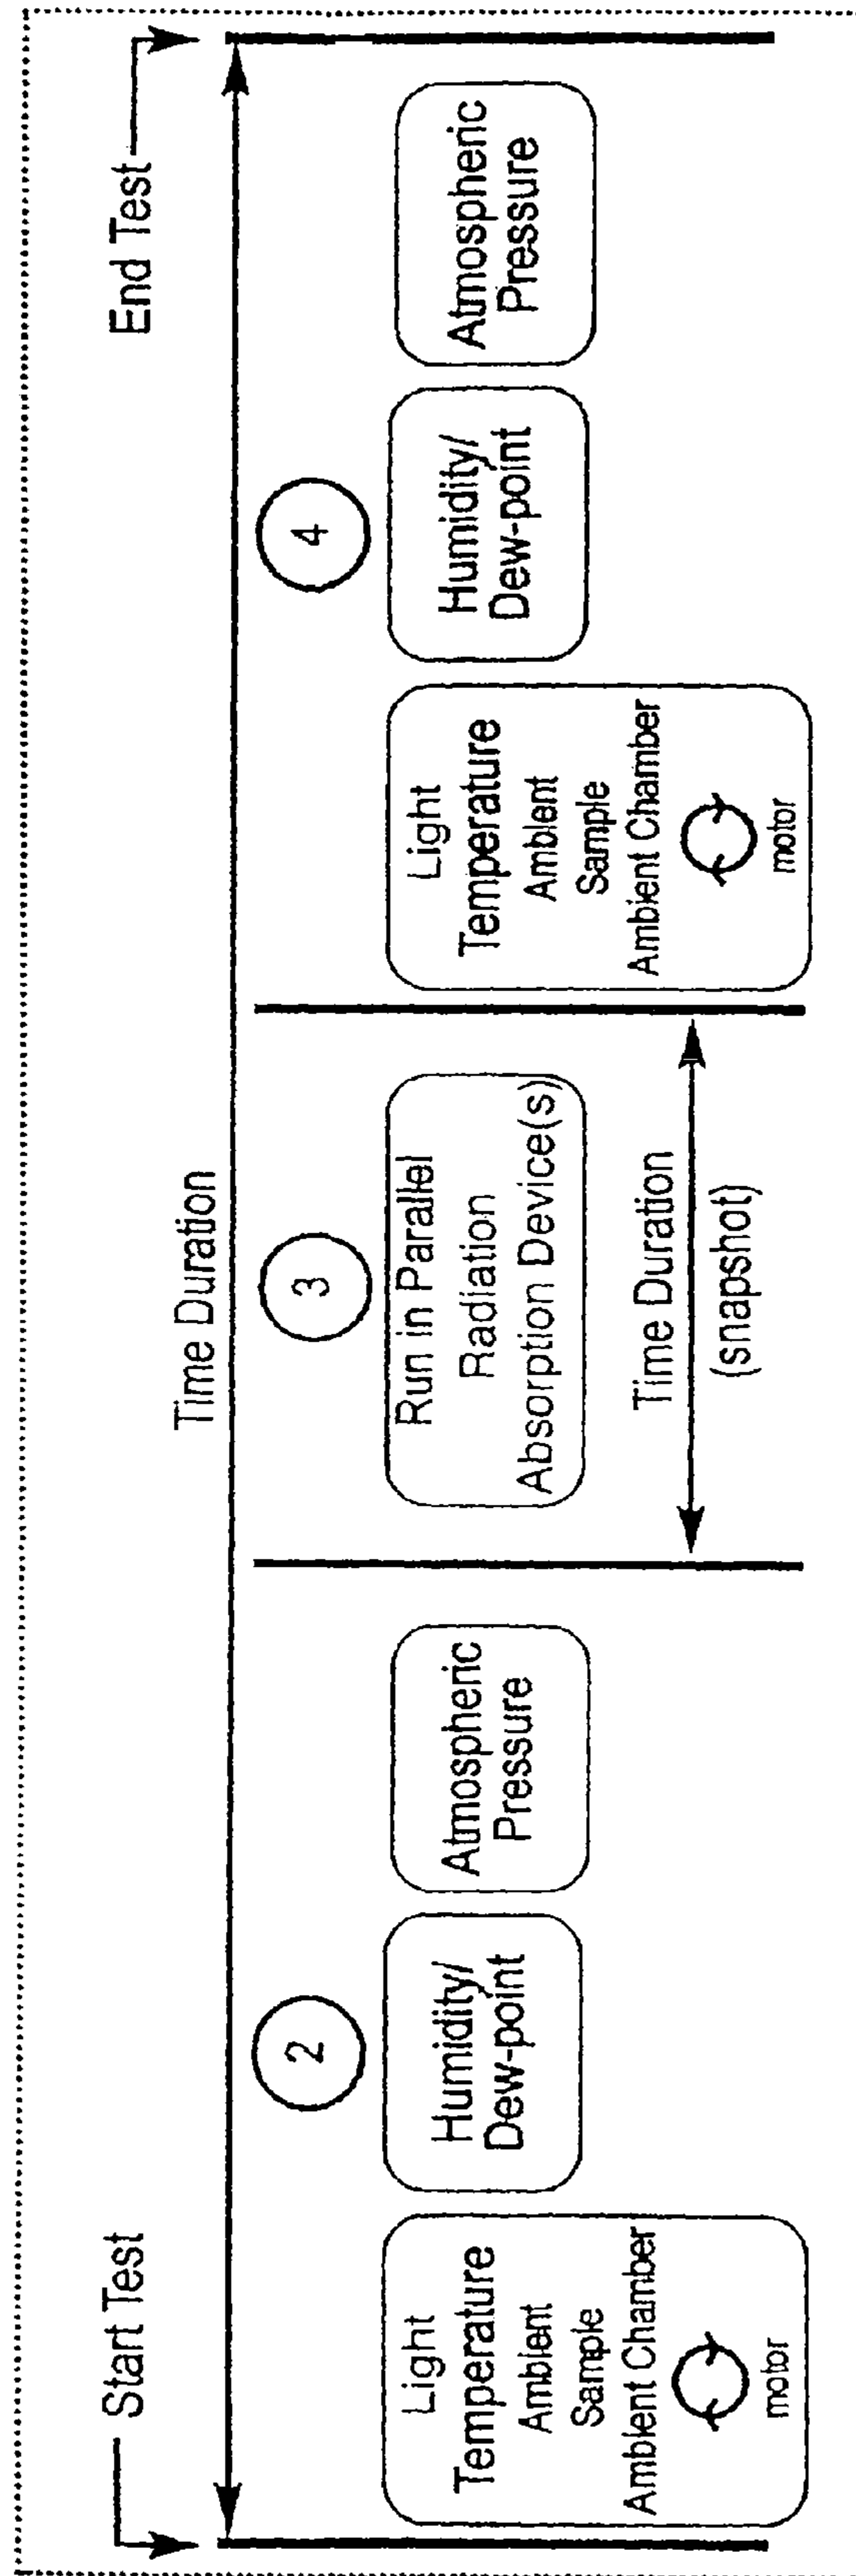 Start Test
End Test
Time Duration
2
Light
Temperature
Ambient
Sample
Ambient Chamber
motor
Humidity/
Dew-point
Atmospheric
Pressure
3
Run in Parallel
Radiation
Absorption Device(s)
Time Duration
(snapshot)
4
Light
Temperature
Ambient
Sample
Ambient Chamber
motor
Humidity/
Dew-point
Atmospheric
Pressure